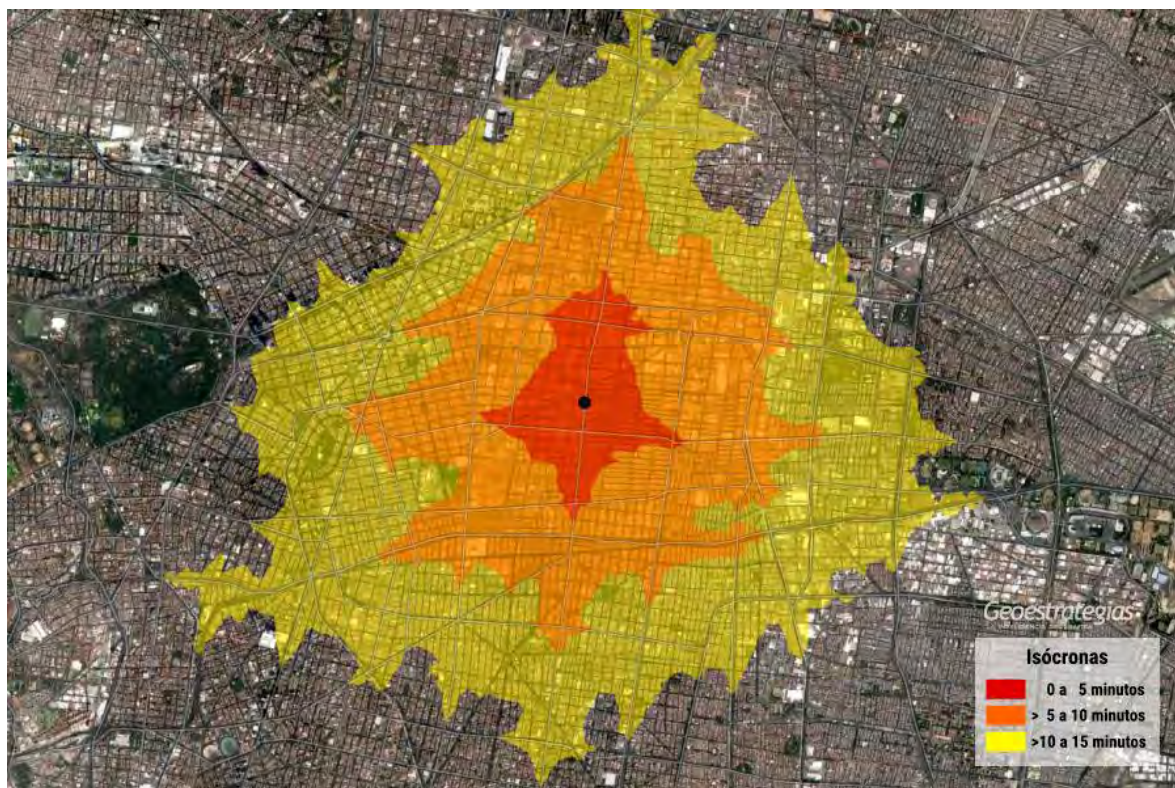 Geoestrategias
Isócronas
0 a 5 minutos
> 5 a 10 minutos
>10 a 15 minutos